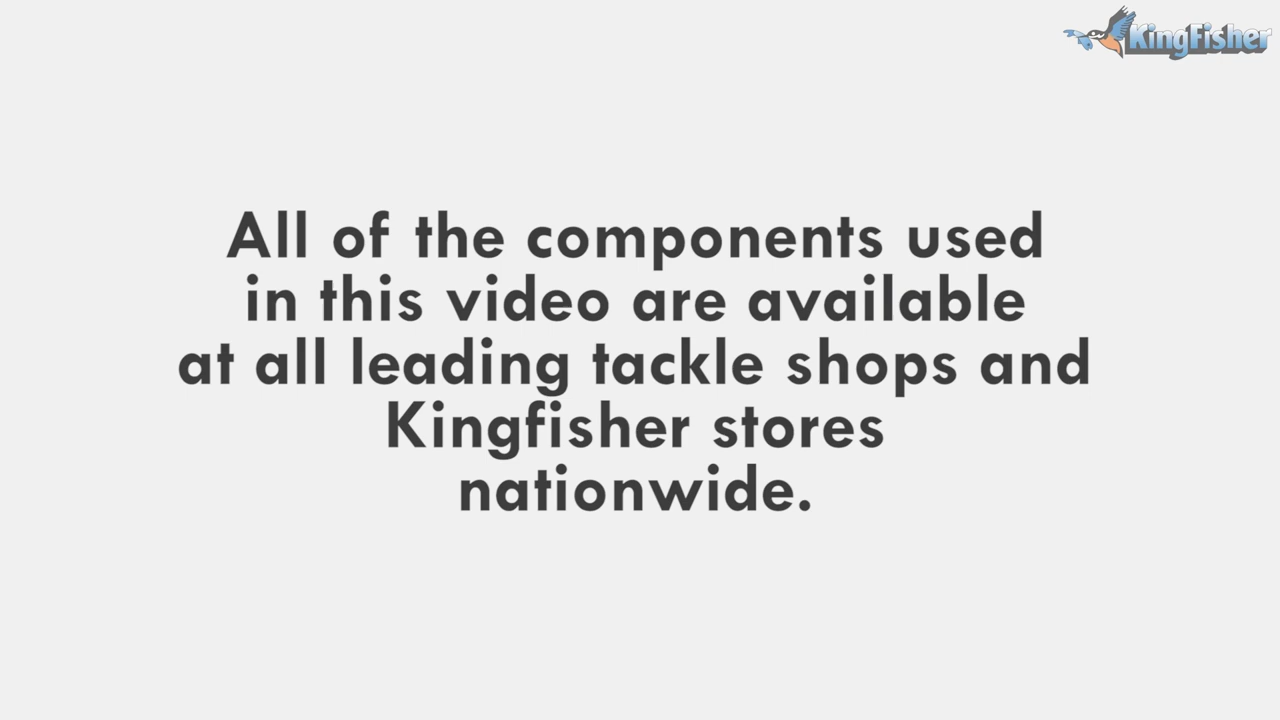 KingFisher
All of the components used
in this video are available
at all leading tackle shops and
Kingfisher stores
nationwide.